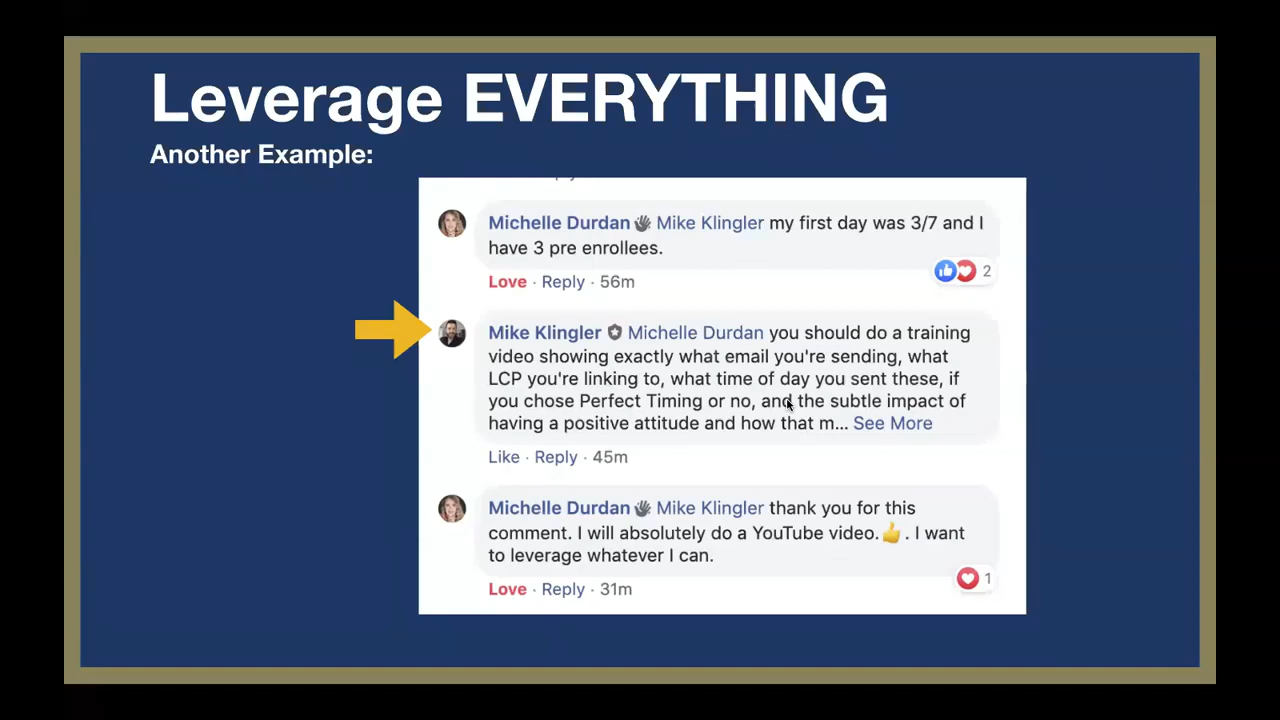 Leverage EVERYTHING
Another Example:
Michelle Durdan 👋 Mike Klingler my first day was 3/7 and I
have 3 pre enrollees.
Love · Reply · 56m
2
Mike Klingler Michelle Durdan you should do a training
video showing exactly what email you're sending, what
LCP you're linking to, what time of day you sent these, if
you chose Perfect Timing or no, and the subtle impact of
having a positive attitude and how that m... See More
Like · Reply · 45m
Michelle Durdan 👋 Mike Klingler thank you for this
comment. I will absolutely do a YouTube video.👍. I want
to leverage whatever I can.
Love · Reply · 31m
1